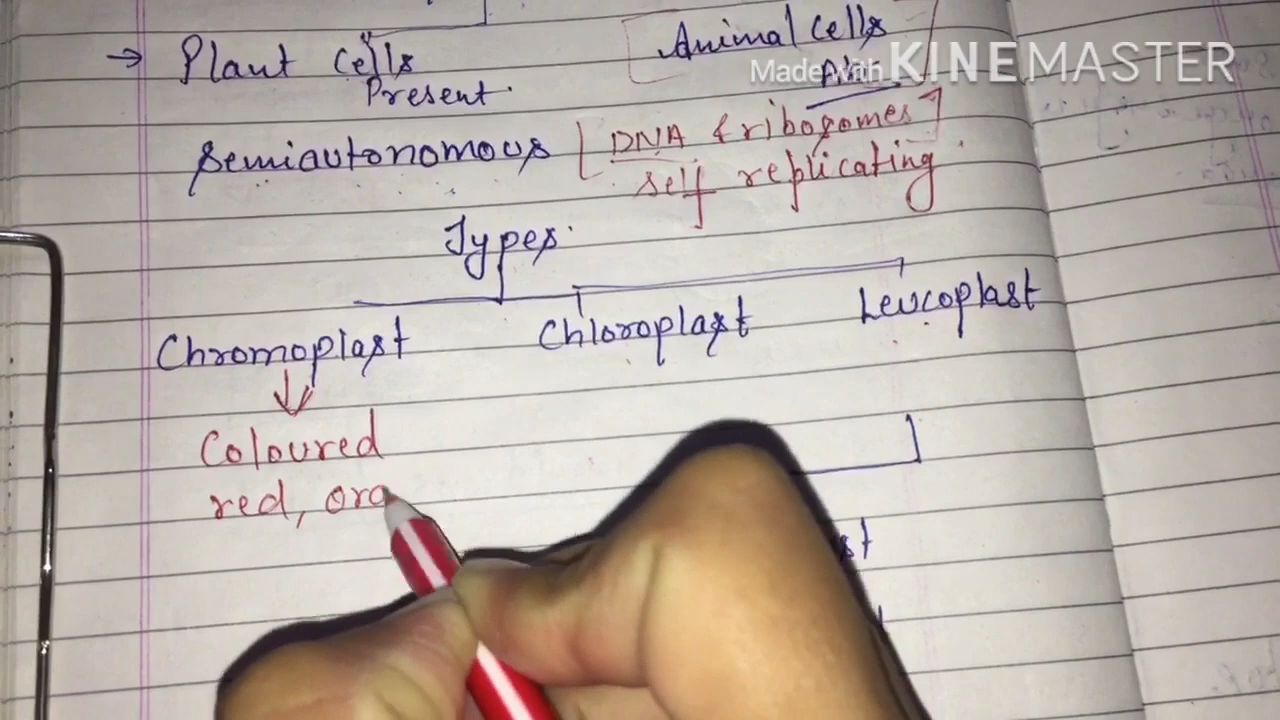 → Plant Cells
Animal Cells
Made with KINEMASTER
Present.
Semiautonomous [DNA & ribosomes]
self replicating
Types
Chromoplast
Chloroplast
Leucoplast
Coloured
red, ora